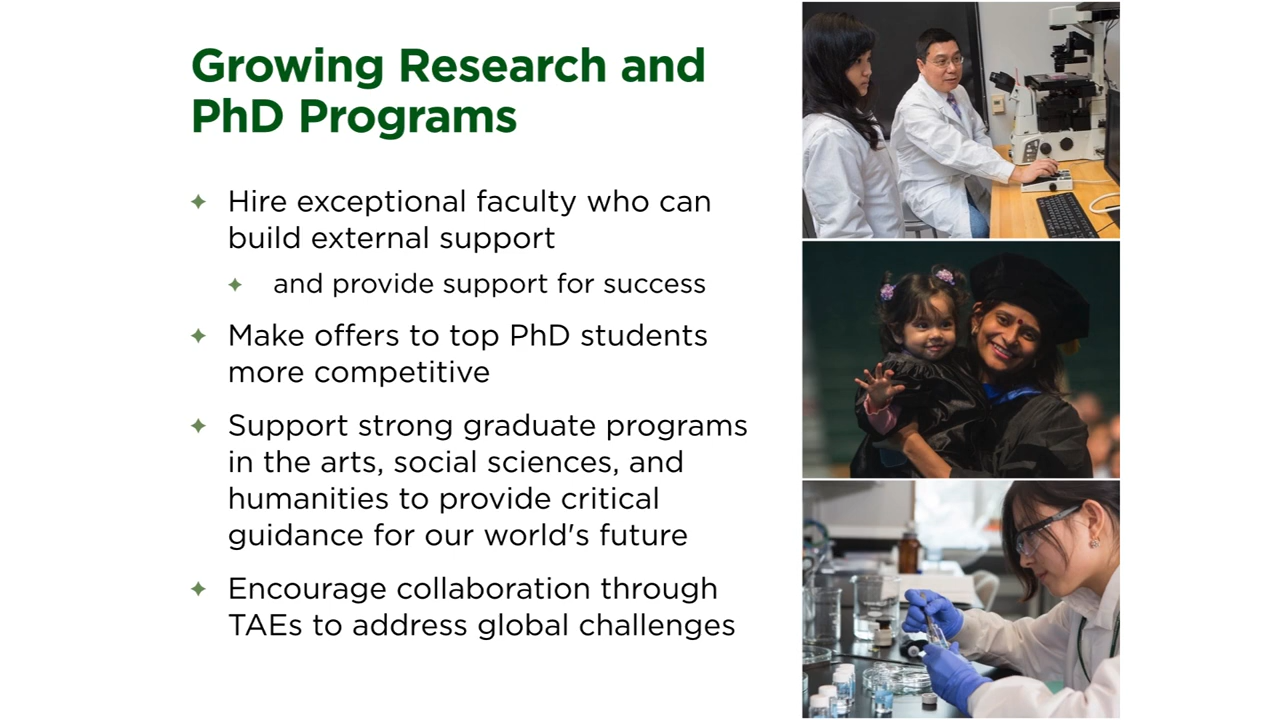 Growing Research and
PhD Programs
Hire exceptional faculty who can
build external support
and provide support for success
Make offers to top PhD students
more competitive
Support strong graduate programs
in the arts, social sciences, and
humanities to provide critical
guidance for our world's future
Encourage collaboration through
TAEs to address global challenges